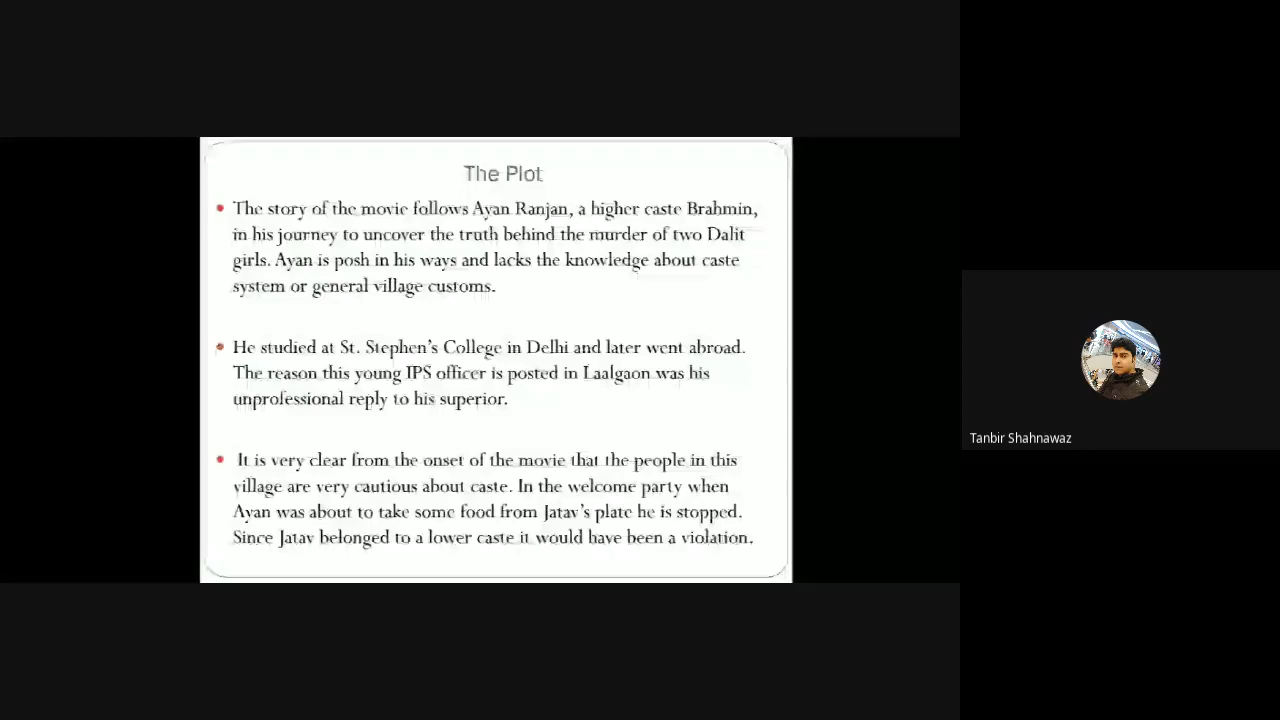 The Plot
The story of the movie follows Ayan Ranjan, a higher caste Brahmin,
in his journey to uncover the truth behind the murder of two Dalit
girls. Ayan is posh in his ways and lacks the knowledge about caste
system or general village customs.
He studied at St. Stephen's College in Delhi and later went abroad.
The reason this young IPS officer is posted in Laalgaon was his
unprofessional reply to his superior.
It is very clear from the onset of the movie that the people in this
village are very cautious about caste. In the welcome party when
Ayan was about to take some food from Jatav's plate he is stopped.
Since Jatav belonged to a lower caste it would have been a violation.
Tanbir Shahnawaz